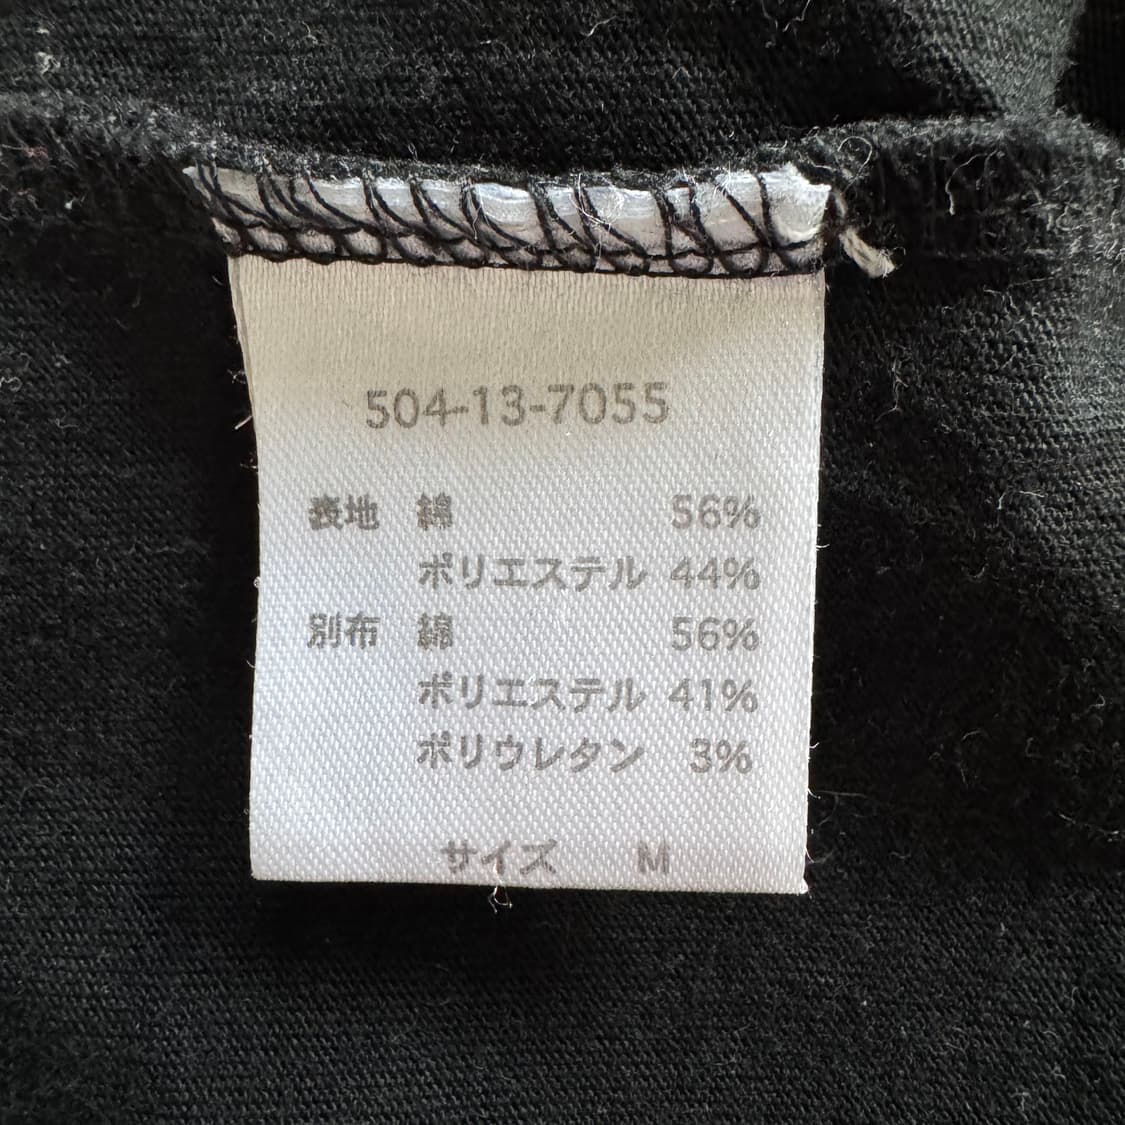 504-13-7055
表地 綿 56%
ポリエステル 44%
別布 綿 56%
ポリエステル 41%
ポリウレタン 3%
サイズ M